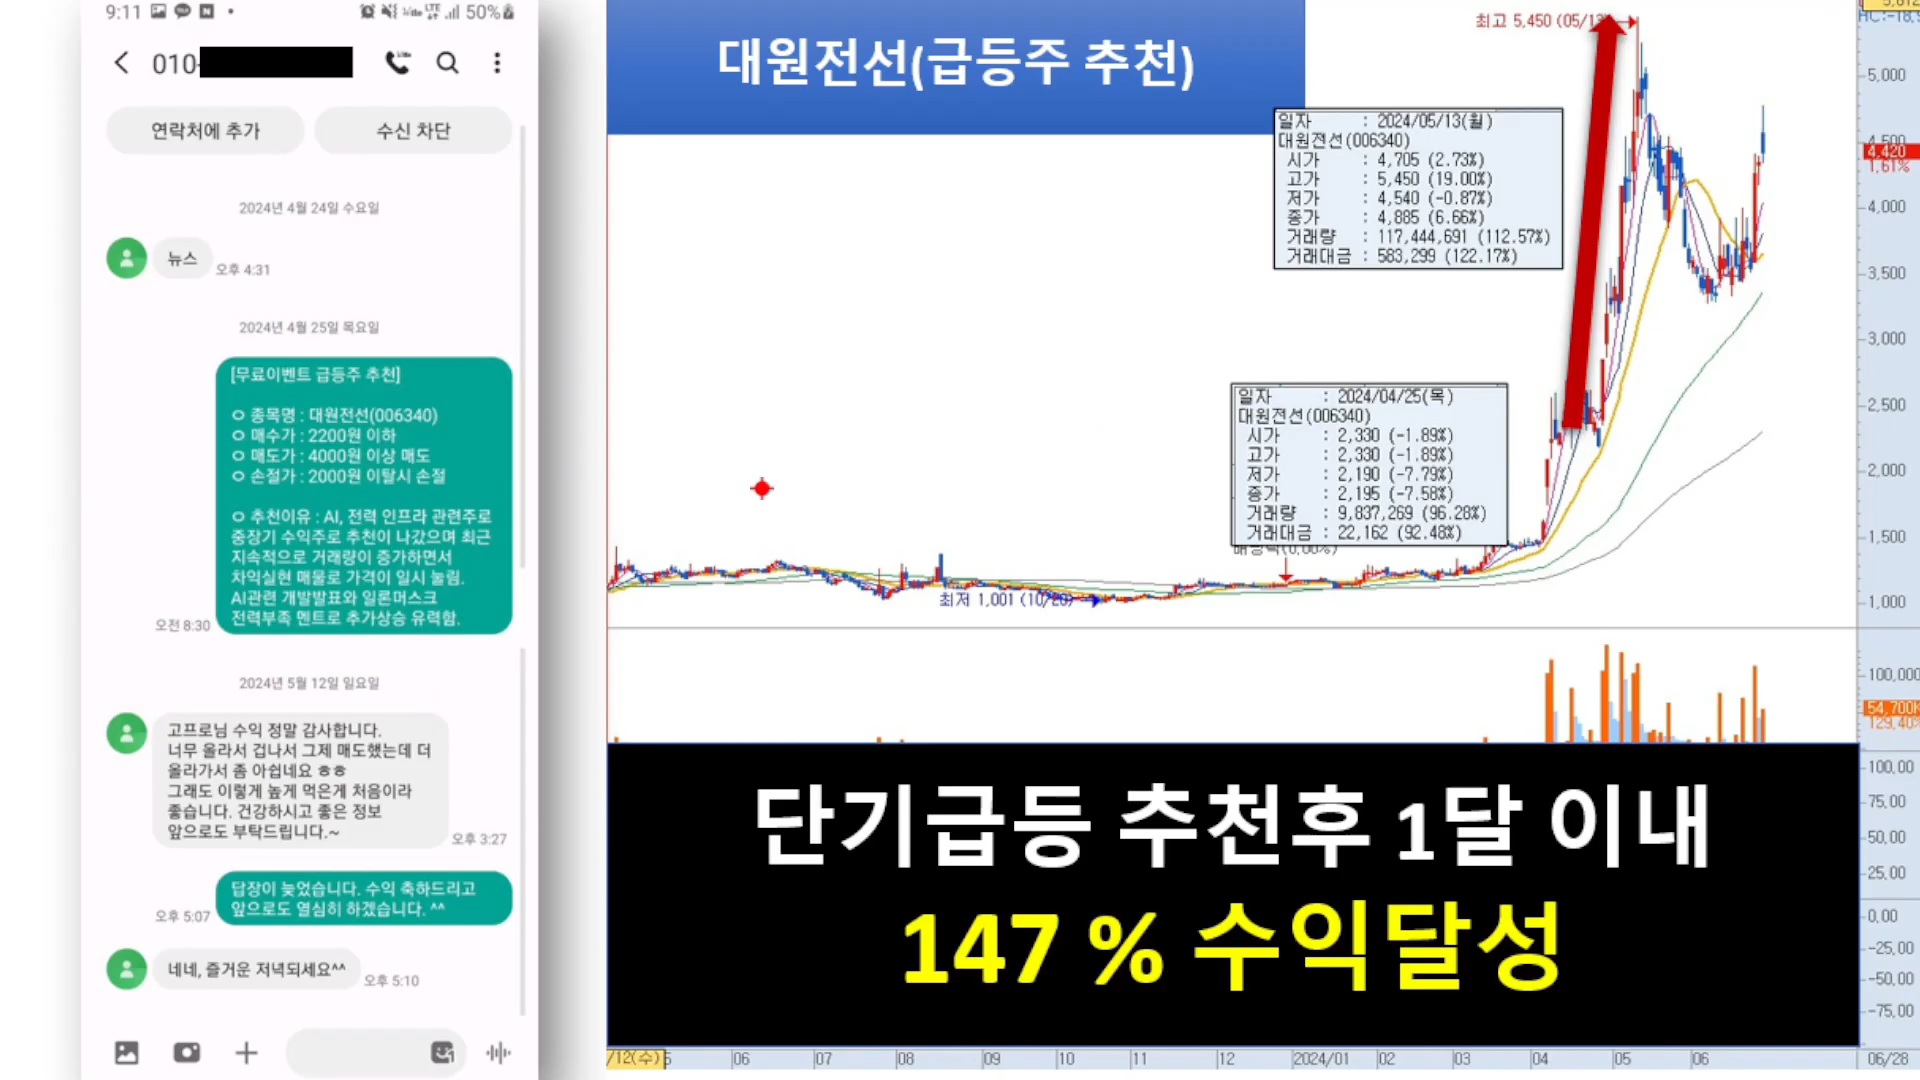 9:11
LTE
50%
010-
연락처에 추가
수신 차단
2024년 4월 24일 수요일
뉴스
오후 4:31
2024년 4월 25일 목요일
[무료이벤트 급등주 추천]
ㅇ 종목명 : 대원전선(006340)
ㅇ 매수가 : 2200원 이하
ㅇ 매도가 : 4000원 이상 매도
ㅇ 손절가 : 2000원 이탈시 손절
ㅇ 추천이유 : AI, 전력 인프라 관련주로
중장기 수익주로 추천이 나갔으며 최근
지속적으로 거래량이 증가하면서
차익실현 매물로 가격이 일시 눌림.
AI관련 개발발표와 일론머스크
전력부족 멘트로 추가상승 유력함.
오전 8:30
2024년 5월 12일 일요일
고프로님 수익 정말 감사합니다.
너무 올라서 겁나서 그제 매도했는데 더
올라가서 좀 아쉽네요 ㅎㅎ
그래도 이렇게 높게 먹은게 처음이라
좋습니다. 건강하시고 좋은 정보
앞으로도 부탁드립니다.~
오후 3:27
답장이 늦었습니다. 수익 축하드리고
앞으로도 열심히 하겠습니다. ^^
오후 5:07
네네, 즐거운 저녁되세요^^
오후 5:10
대원전선(급등주 추천)
최고 5,450 (05/13)
일자 : 2024/05/13(월)
대원전선(006340)
시가 : 4,705 (2.73%)
고가 : 5,450 (19.00%)
저가 : 4,540 (-0.87%)
종가 : 4,885 (6.66%)
거래량 : 117,444,691 (112.57%)
거래대금 : 583,299 (122.17%)
일자 : 2024/04/25(목)
대원전선(006340)
시가 : 2,330 (-1.89%)
고가 : 2,330 (-1.89%)
저가 : 2,190 (-7.79%)
종가 : 2,195 (-7.58%)
거래량 : 9,837,269 (96.28%)
거래대금 : 22,162 (92.48%)
최저 1,001 (10/20)
5,000
4,500
4,420
1,61%
4,000
3,500
3,000
2,500
2,000
1,500
1,000
100,000
54,700K
129,40%
100,00
75,00
50,00
25,00
0,00
-25,00
-50,00
-75,00
단기급등 추천후 1달 이내
147 % 수익달성
/12(수) 5 06 07 08 09 10 11 12 2024/01 02 03 04 05 06 06/28